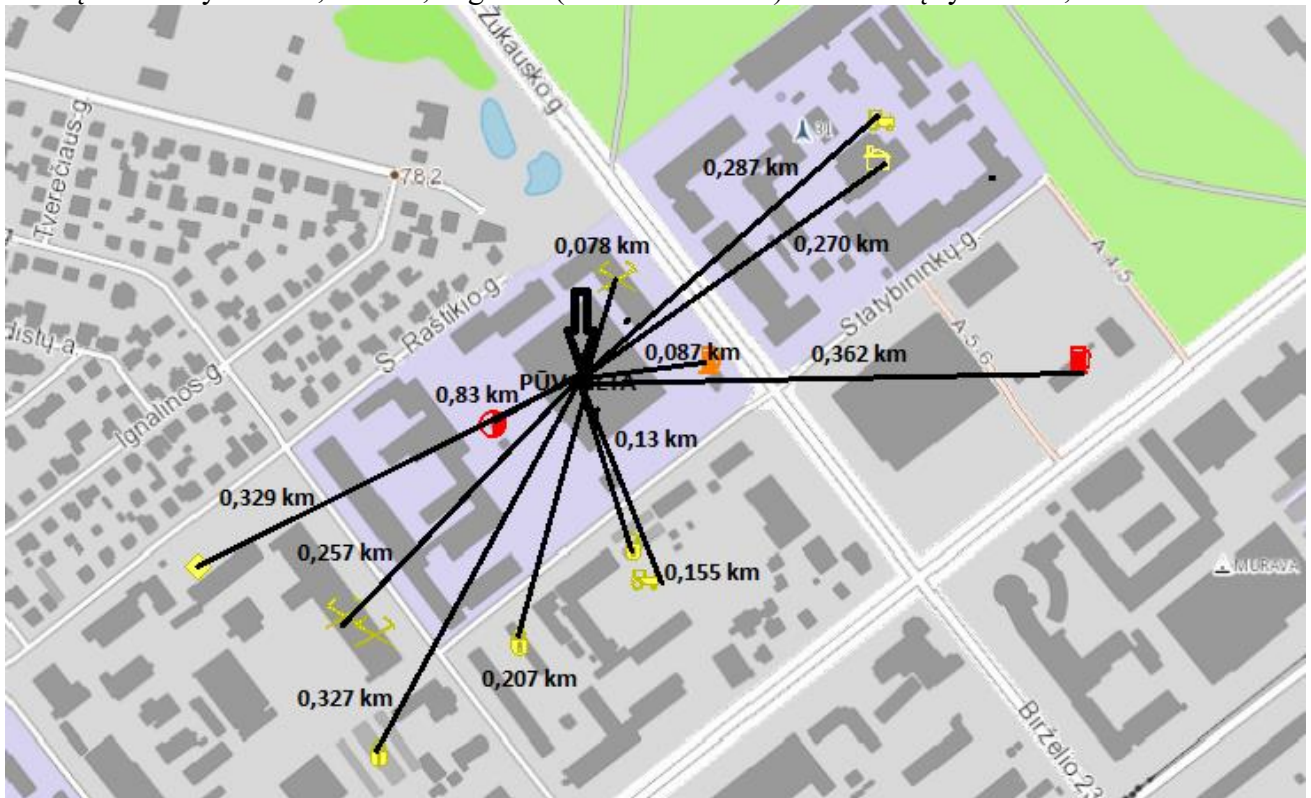 Žukausko g.
Tverečiaus g.
78,2
31
0,287 km
0,270 km
0,078 km
A 4.5
Statybininkų g.
S. Raštikio g.
distų a.
Ignalinos g.
0,087 km
0,362 km
A 5.6
0,83 km
0,13 km
0,329 km
0,257 km
0,155 km
MURAVA
0,207 km
0,327 km
Birželio 23